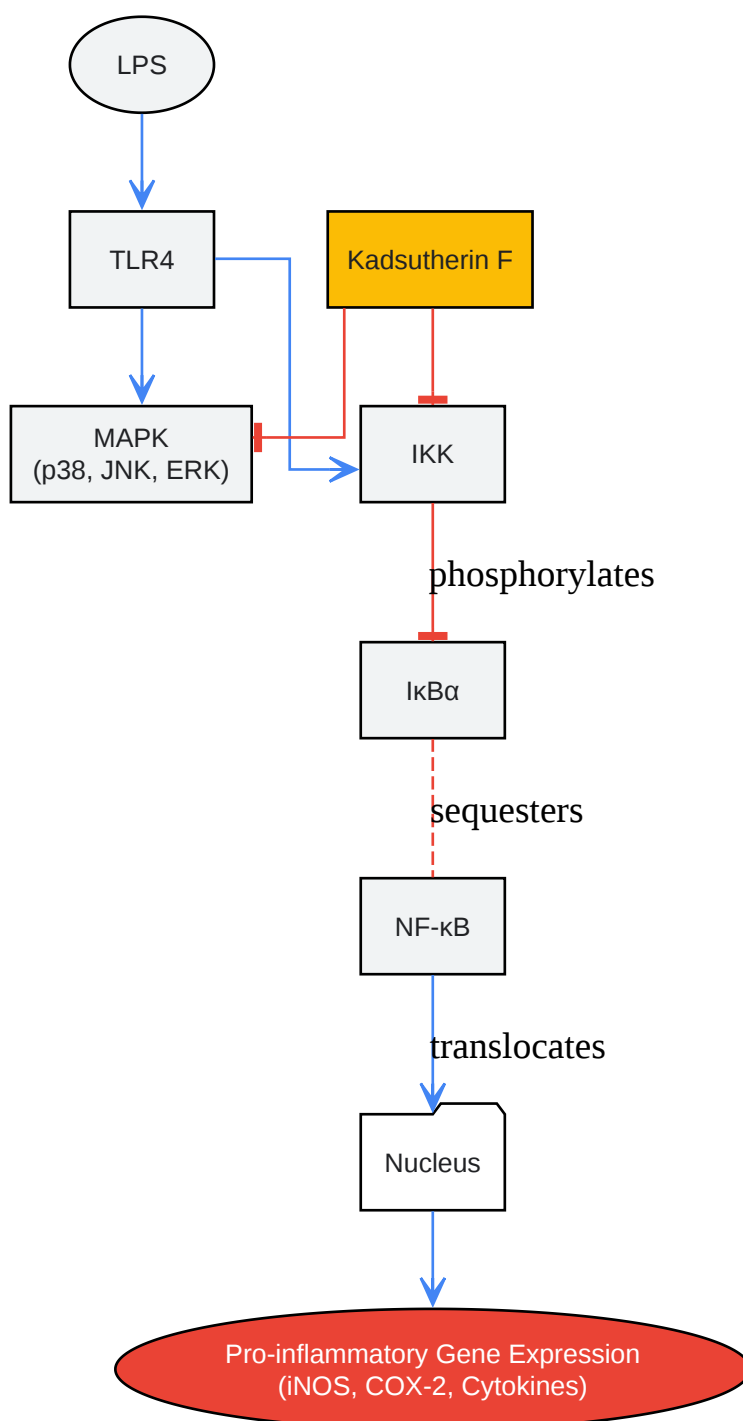 LPS
TLR4
Kadsutherin F
MAPK
(p38, JNK, ERK)
IKK
phosphorylates
IκBα
sequesters
NF-κB
translocates
Nucleus
Pro-inflammatory Gene Expression
(iNOS, COX-2, Cytokines)